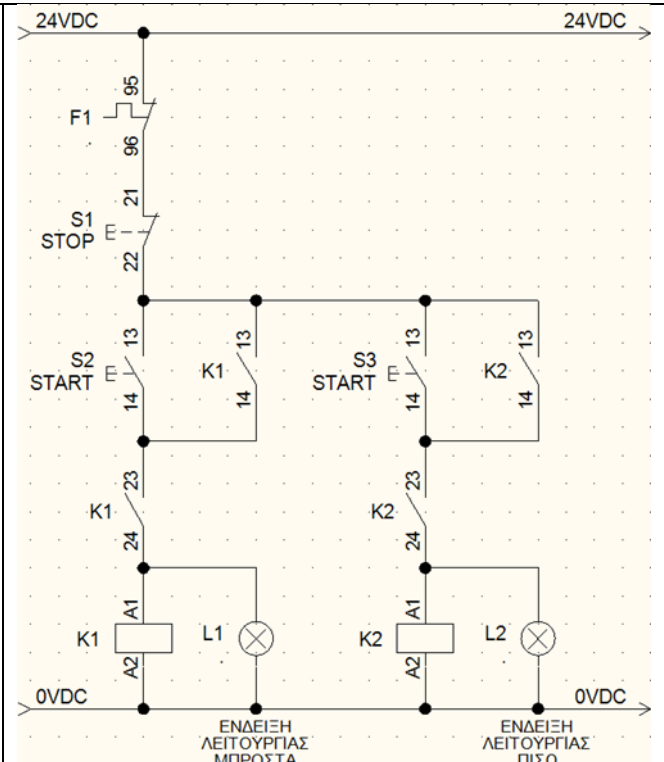 24VDC 24VDC
95
F1
96
21
S1
STOP
22
13 13 13 13
S2 K1 S3 K2
START START
14 14 14 14
23 23
K1 K2
24 24
A1 A1
K1 L1 K2 L2
A2 A2
0VDC 0VDC
ΕΝΔΕΙΞΗ ΕΝΔΕΙΞΗ
ΛΕΙΤΟΥΡΓΙΑΣ ΛΕΙΤΟΥΡΓΙΑΣ
ΜΠΡΟΣΤΑ ΠΙΣΩ